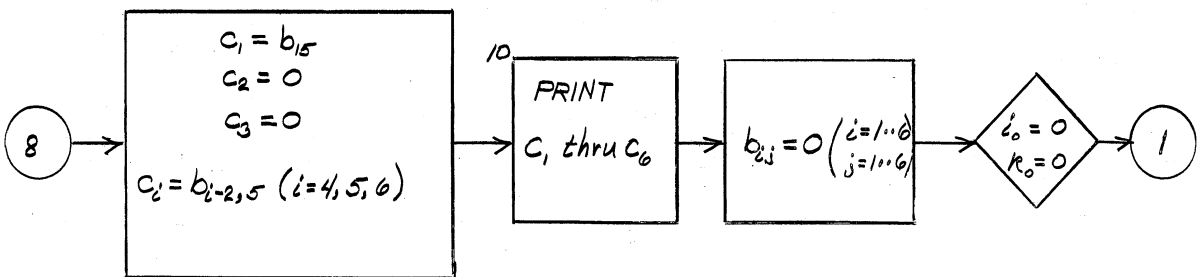 8
c₁ = b₁₅
c₂ = 0
c₃ = 0
cᵢ = bᵢ₋₂,₅ (i=4,5,6)
10
PRINT
C₁ thru C₆
bᵢ,ⱼ = 0 (i=1··6
j=1··6)
i₀ = 0
k₀ = 0
1